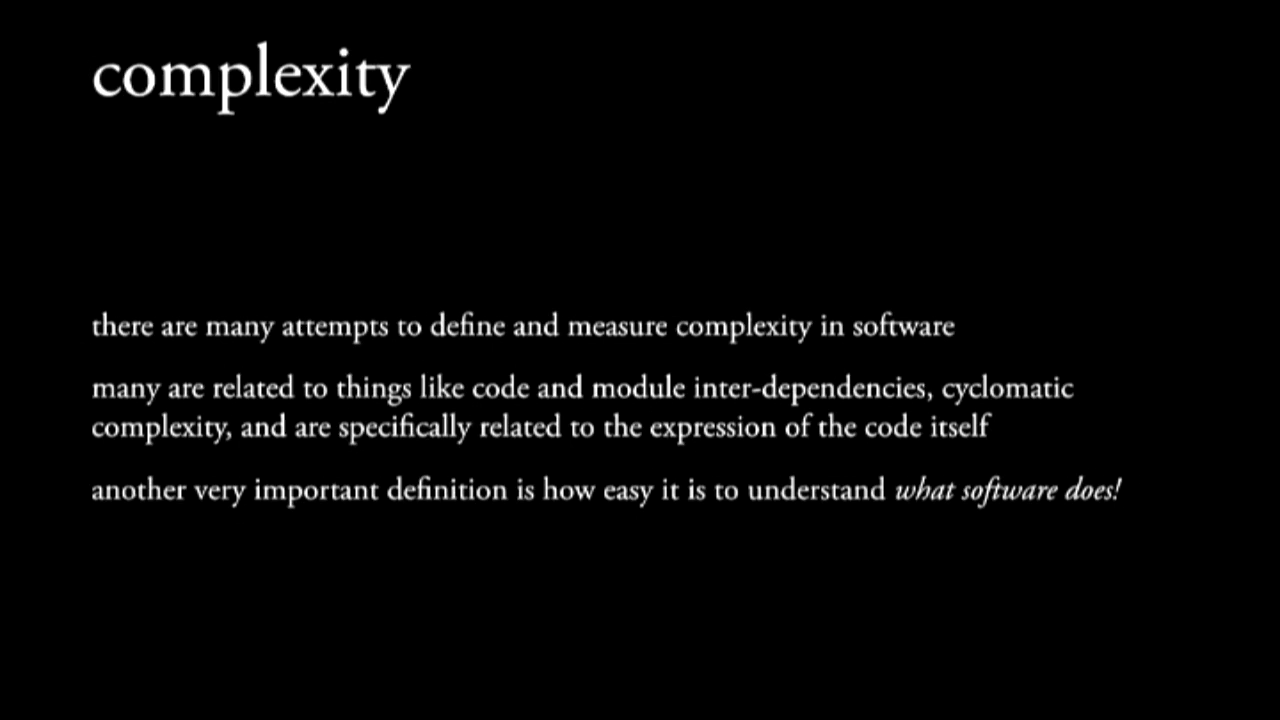 complexity
there are many attempts to define and measure complexity in software
many are related to things like code and module inter-dependencies, cyclomatic
complexity, and are specifically related to the expression of the code itself
another very important definition is how easy it is to understand what software does!